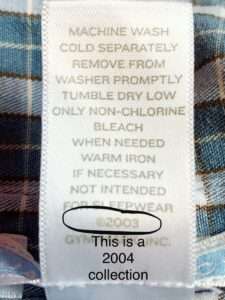 MACHINE WASH
COLD SEPARATELY
REMOVE FROM
WASHER PROMPTLY
TUMBLE DRY LOW
ONLY NON-CHLORINE
BLEACH
WHEN NEEDED
WARM IRON
IF NECESSARY
NOT INTENDED
FOR SLEEPWEAR
©2003
INC.
This is a
2004
collection